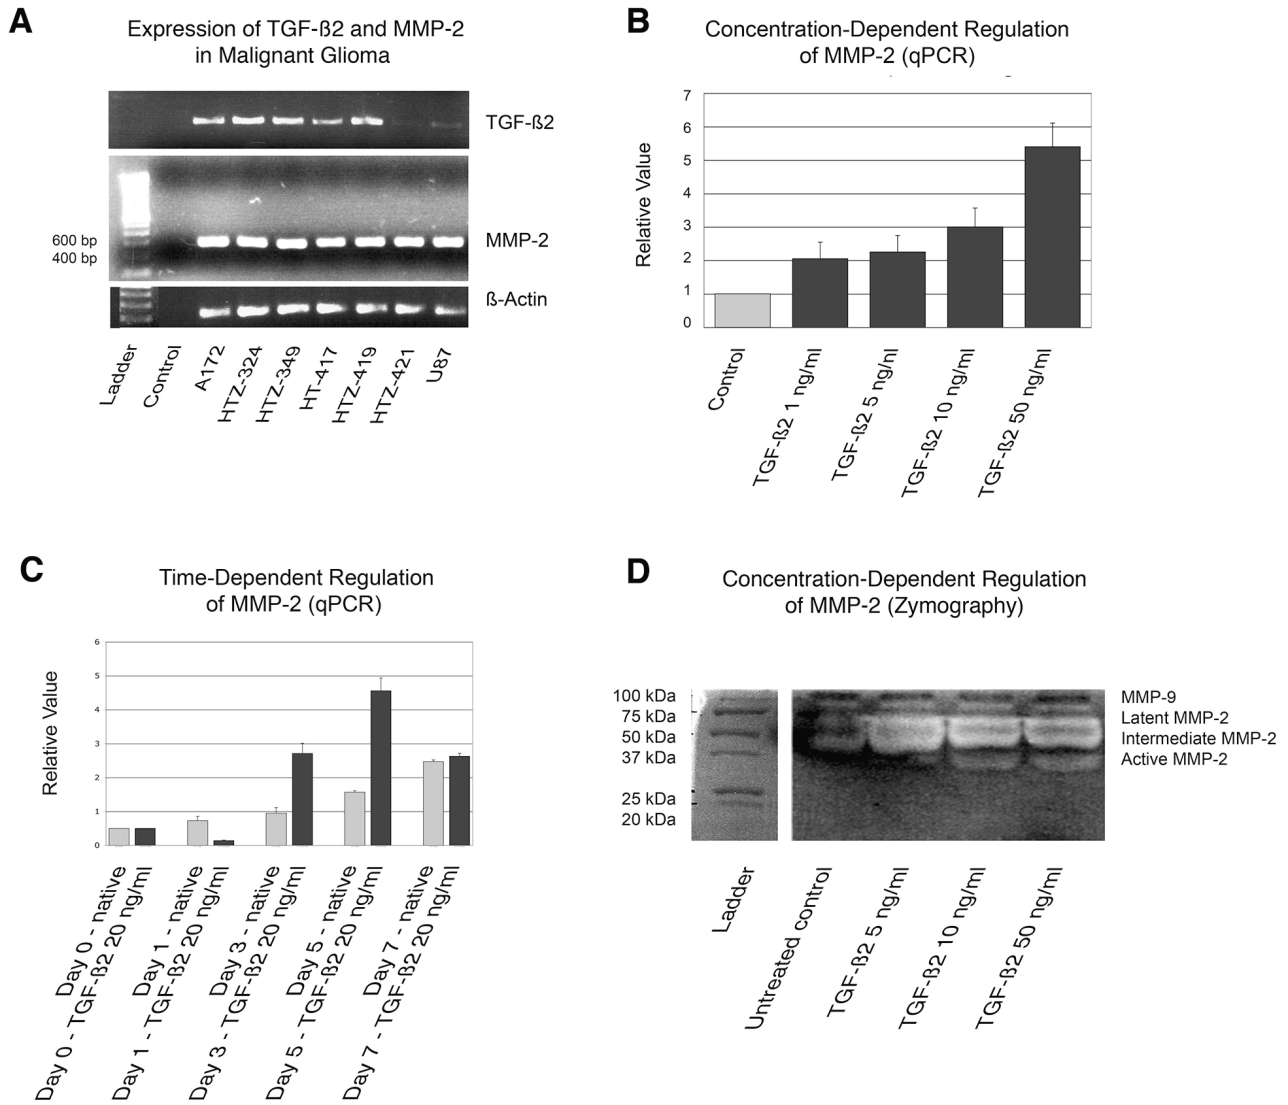 A
Expression of TGF-ß2 and MMP-2
in Malignant Glioma
TGF-ß2
MMP-2
ß-Actin
600 bp
400 bp
Ladder
Control
A172
HTZ-324
HTZ-349
HT-417
HTZ-419
HTZ-421
U87
B
Concentration-Dependent Regulation
of MMP-2 (qPCR)
Relative Value
7
6
5
4
3
2
1
0
Control
TGF-ß2 1 ng/ml
TGF-ß2 5 ng/nl
TGF-ß2 10 ng/ml
TGF-ß2 50 ng/ml
C
Time-Dependent Regulation
of MMP-2 (qPCR)
Relative Value
6
5
4
3
2
1
0
Day 0 - native
Day 0 - TGF-ß2 20 ng/ml
Day 1 - native
Day 1 - TGF-ß2 20 ng/ml
Day 3 - native
Day 3 - TGF-ß2 20 ng/ml
Day 5 - native
Day 5 - TGF-ß2 20 ng/ml
Day 7 - native
Day 7 - TGF-ß2 20 ng/ml
D
Concentration-Dependent Regulation
of MMP-2 (Zymography)
100 kDa
75 kDa
50 kDa
37 kDa
25 kDa
20 kDa
MMP-9
Latent MMP-2
Intermediate MMP-2
Active MMP-2
Ladder
Untreated control
TGF-ß2 5 ng/ml
TGF-ß2 10 ng/ml
TGF-ß2 50 ng/ml